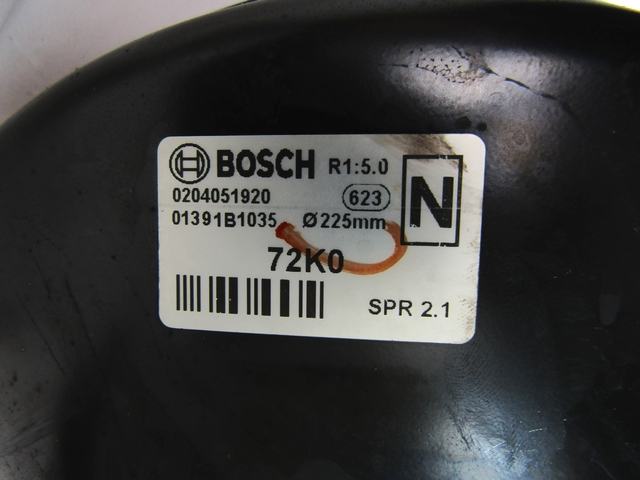 BOSCH R1:5.0
0204051920 623 N
01391B1035 Ø225mm
72K0
SPR 2.1